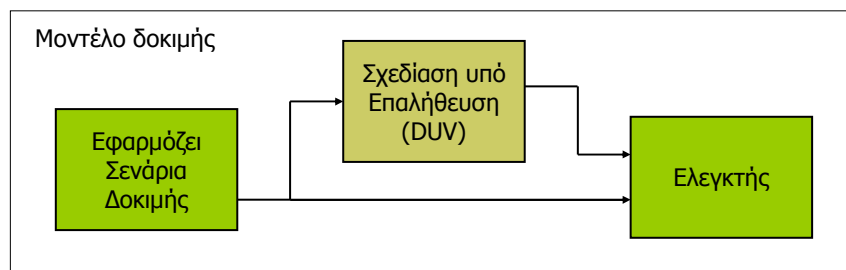 Μοντέλο δοκιμής
Σχεδίαση υπό
Επαλήθευση
(DUV)
Εφαρμόζει
Σενάρια
Δοκιμής
Ελεγκτής